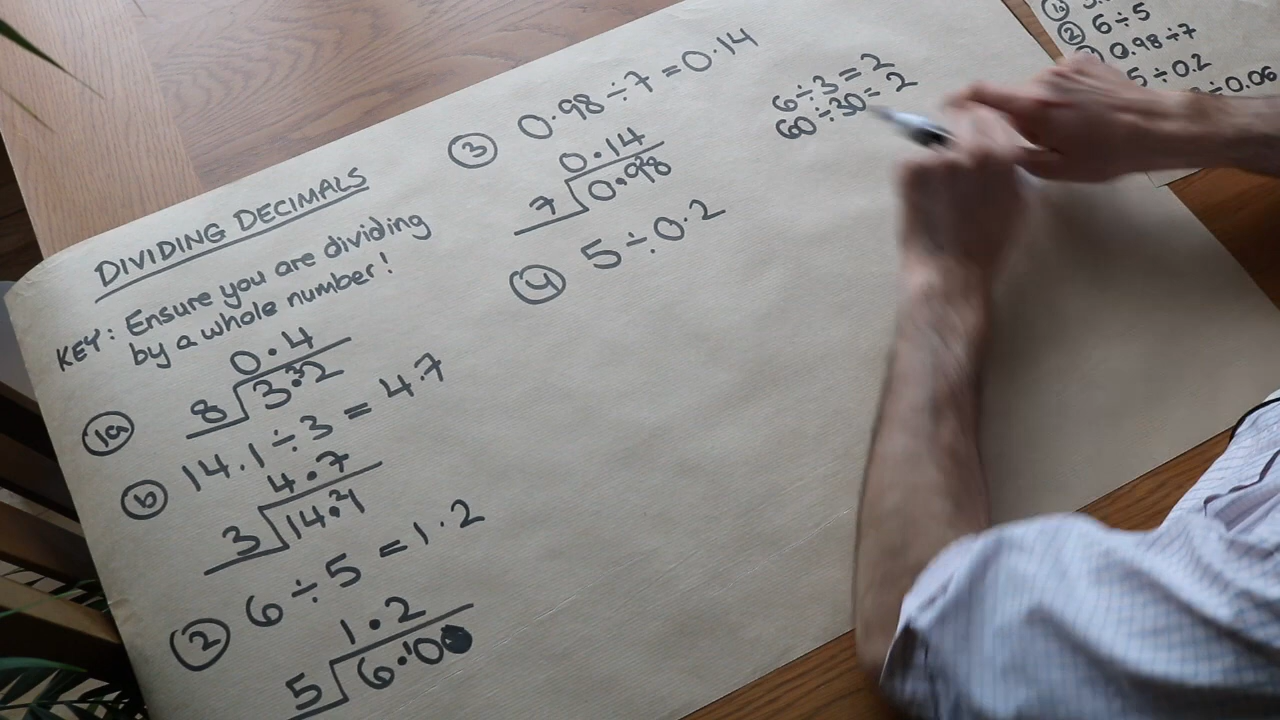 DIVIDING DECIMALS
KEY: Ensure you are dividing
by a whole number!
1a
0.4
8 3.32
b 14.1 ÷ 3 = 4.7
4.7
3 14.21
2 6 ÷ 5 = 1.2
1.2
5 6.10
3 0.98 ÷ 7 = 0.14
0.14
7 0.928
4 5 ÷ 0.2
6 ÷ 3 = 2
60 ÷ 30 = 2
2 6 ÷ 5
0.98 ÷ 7
5 ÷ 0.2
÷ 0.06